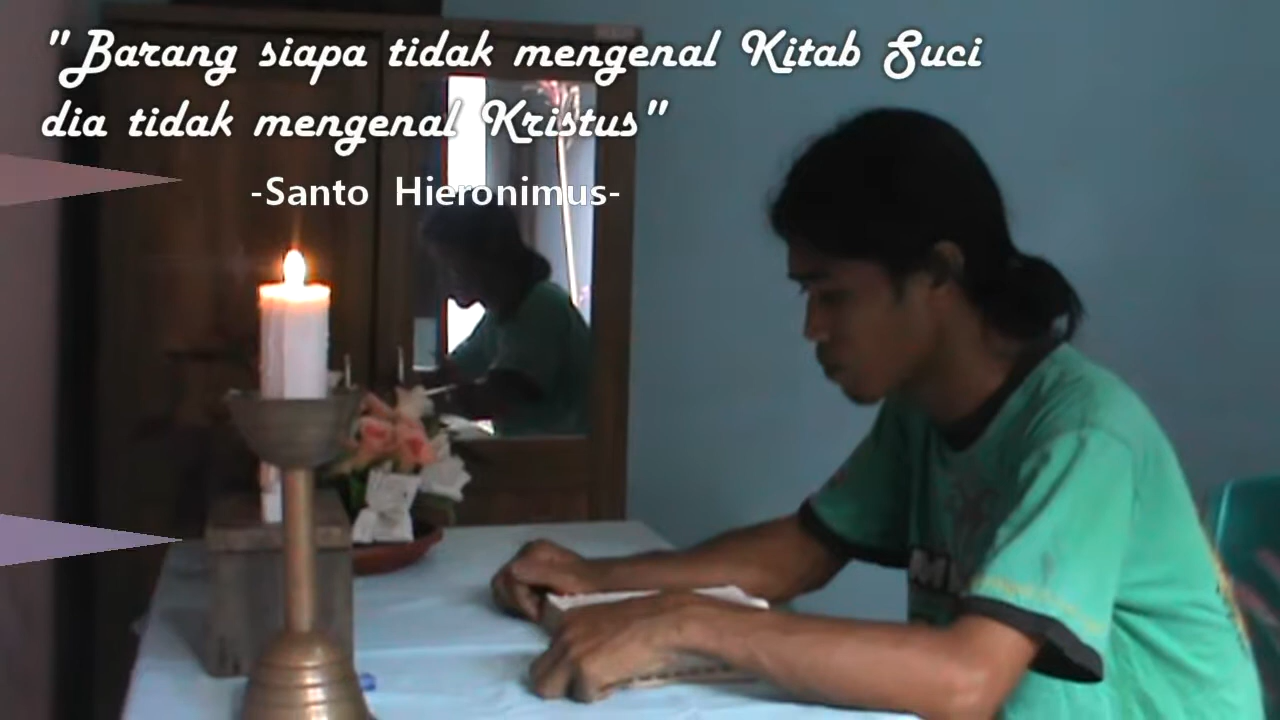 "Barang siapa tidak mengenal Kitab Suci
dia tidak mengenal Kristus"
-Santo Hieronimus-